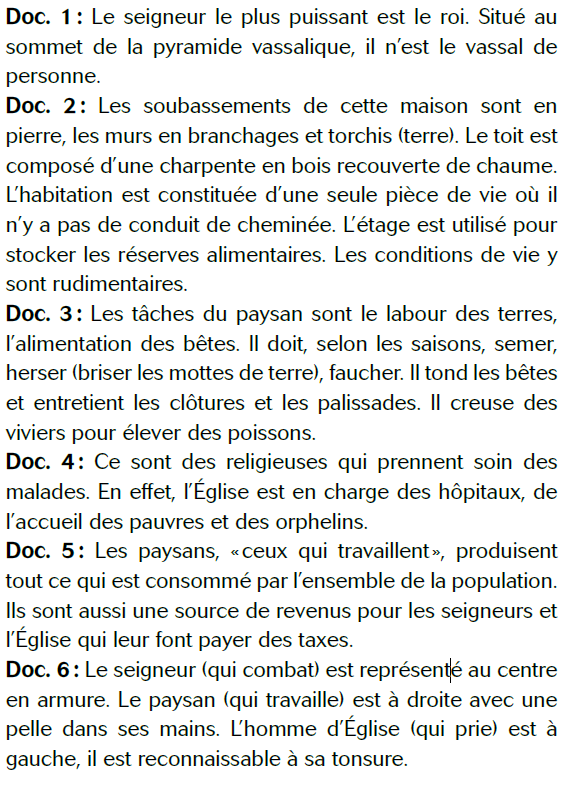 Doc. 1 : Le seigneur le plus puissant est le roi. Situé au
sommet de la pyramide vassalique, il n’est le vassal de
personne.
Doc. 2 : Les soubassements de cette maison sont en
pierre, les murs en branchages et torchis (terre). Le toit est
composé d’une charpente en bois recouverte de chaume.
L’habitation est constituée d’une seule pièce de vie où il
n’y a pas de conduit de cheminée. L’étage est utilisé pour
stocker les réserves alimentaires. Les conditions de vie y
sont rudimentaires.
Doc. 3 : Les tâches du paysan sont le labour des terres,
l’alimentation des bêtes. Il doit, selon les saisons, semer,
herser (briser les mottes de terre), faucher. Il tond les bêtes
et entretient les clôtures et les palissades. Il creuse des
viviers pour élever des poissons.
Doc. 4 : Ce sont des religieuses qui prennent soin des
malades. En effet, l’Église est en charge des hôpitaux, de
l’accueil des pauvres et des orphelins.
Doc. 5 : Les paysans, « ceux qui travaillent », produisent
tout ce qui est consommé par l’ensemble de la population.
Ils sont aussi une source de revenus pour les seigneurs et
l’Église qui leur font payer des taxes.
Doc. 6 : Le seigneur (qui combat) est représenté au centre
en armure. Le paysan (qui travaille) est à droite avec une
pelle dans ses mains. L’homme d’Église (qui prie) est à
gauche, il est reconnaissable à sa tonsure.